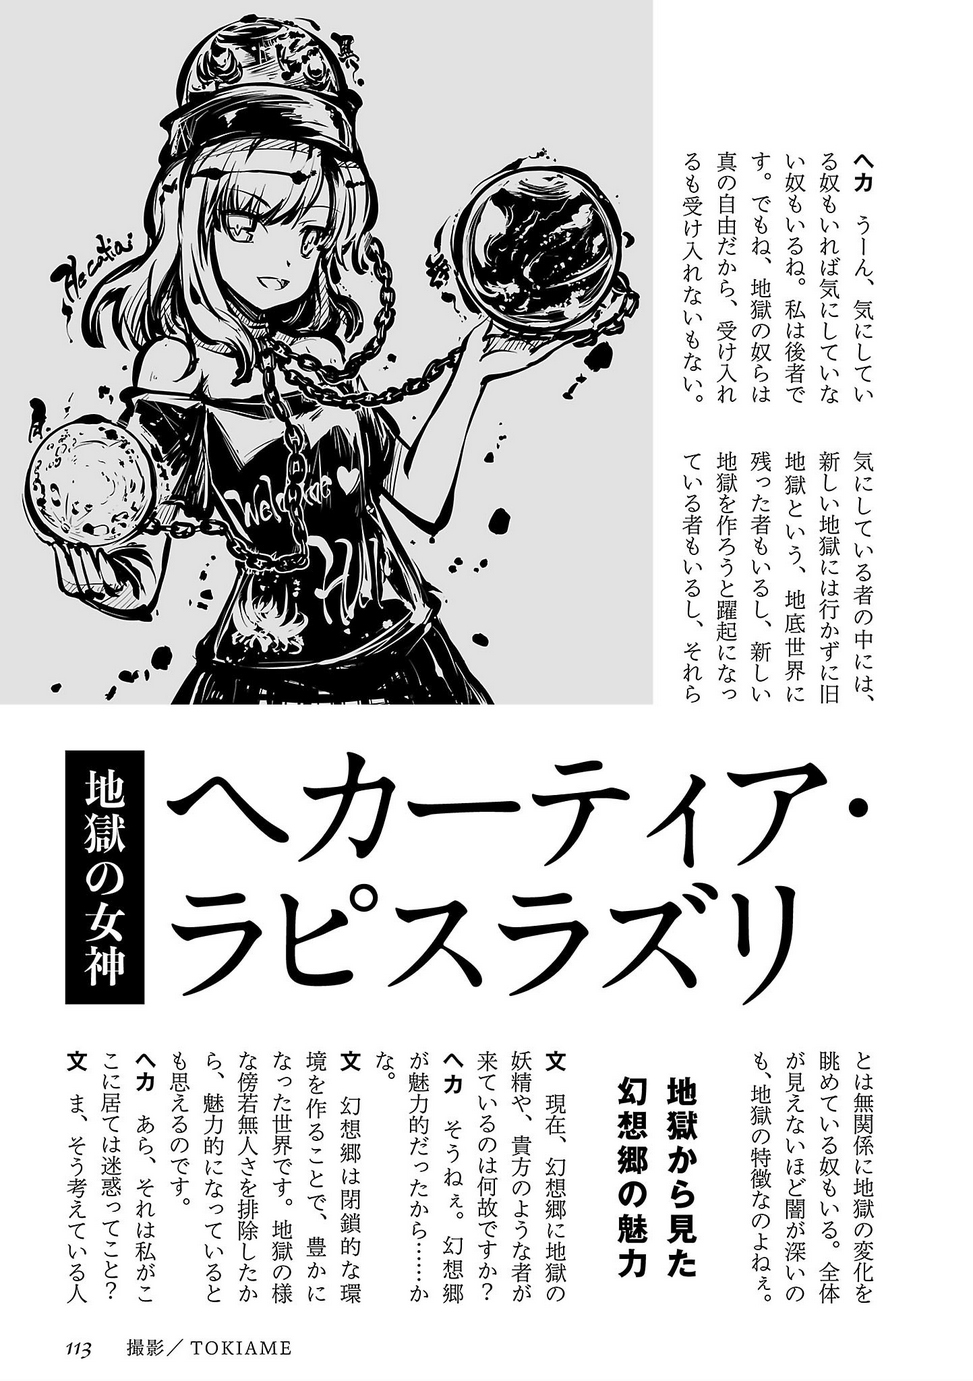 ヘカ　うーん、気にしてい
る奴もいれば気にしていな
い奴もいるね。私は後者で
す。でもね、地獄の奴らは
真の自由だから、受け入れ
るも受け入れないもない。
気にしている者の中には、
新しい地獄には行かずに旧
地獄という、地底世界に
残った者もいるし、新しい
地獄を作ろうと躍起になっ
ている者もいるし、それら
とは無関係に地獄の変化を
眺めている奴もいる。全体
が見えないほど闇が深いの
も、地獄の特徴なのよねぇ。
異
Hecatia
月
Welcome♥
Hell
ヘカーティア・
ラピスラズリ
地獄の女神
地獄から見た
幻想郷の魅力
文　現在、幻想郷に地獄の
妖精や、貴方のような者が
来ているのは何故ですか？
ヘカ　そうねぇ。幻想郷
が魅力的だったから……か
な。
文　幻想郷は閉鎖的な環
境を作ることで、豊かに
なった世界です。地獄の様
な傍若無人さを排除したか
ら、魅力的になっていると
も思えるのです。
ヘカ　あら、それは私がこ
こに居ては迷惑ってこと？
文　ま、そう考えている人
113　撮影／TOKIAME